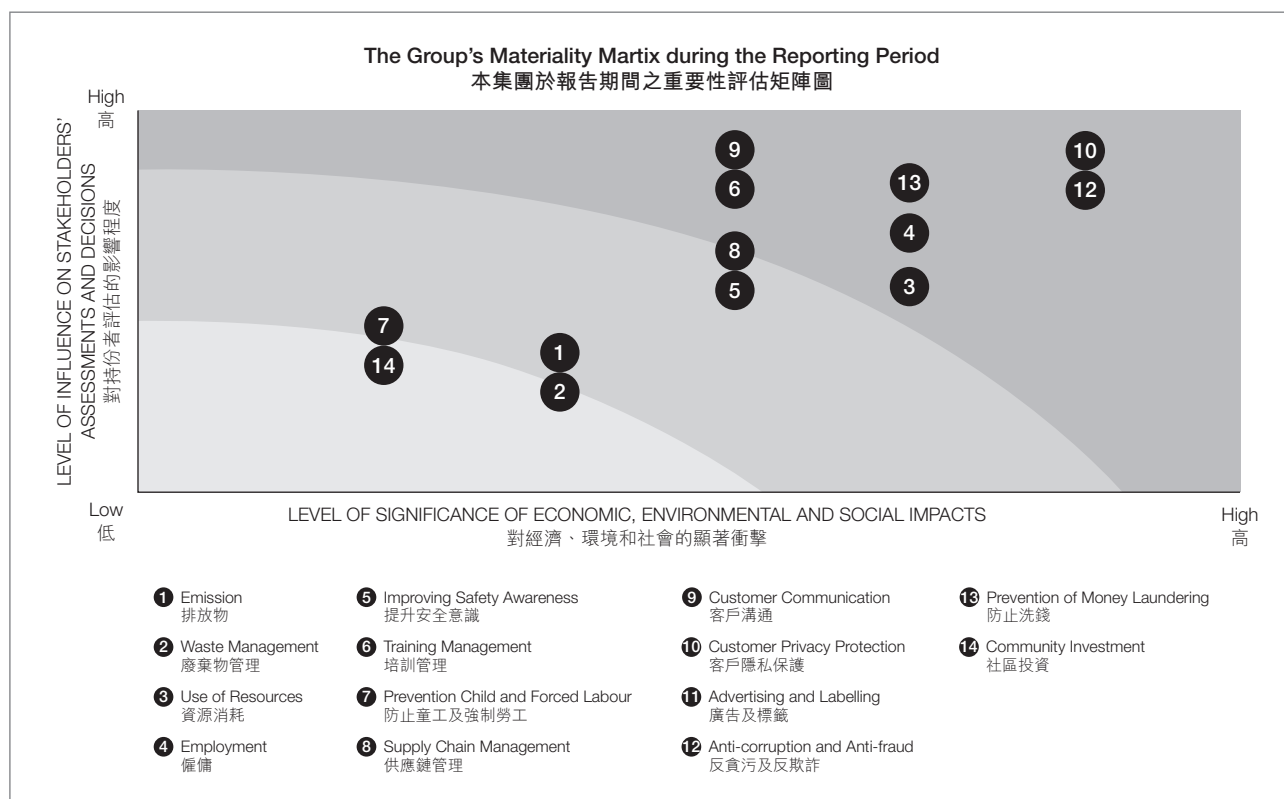 The Group's Materiality Martix during the Reporting Period
本集團於報告期間之重要性評估矩陣圖
High
高
LEVEL OF INFLUENCE ON STAKEHOLDERS'
ASSESSMENTS AND DECISIONS
對持份者評估的影響程度
9
10
6
13
12
8
4
5
3
7
1
14
2
Low
低
LEVEL OF SIGNIFICANCE OF ECONOMIC, ENVIRONMENTAL AND SOCIAL IMPACTS
對經濟、環境和社會的顯著衝擊
High
高
1 Emission
排放物
2 Waste Management
廢棄物管理
3 Use of Resources
資源消耗
4 Employment
僱傭
5 Improving Safety Awareness
提升安全意識
6 Training Management
培訓管理
7 Prevention Child and Forced Labour
防止童工及強制勞工
8 Supply Chain Management
供應鏈管理
9 Customer Communication
客戶溝通
10 Customer Privacy Protection
客戶隱私保護
11 Advertising and Labelling
廣告及標籤
12 Anti-corruption and Anti-fraud
反貪污及反欺詐
13 Prevention of Money Laundering
防止洗錢
14 Community Investment
社區投資